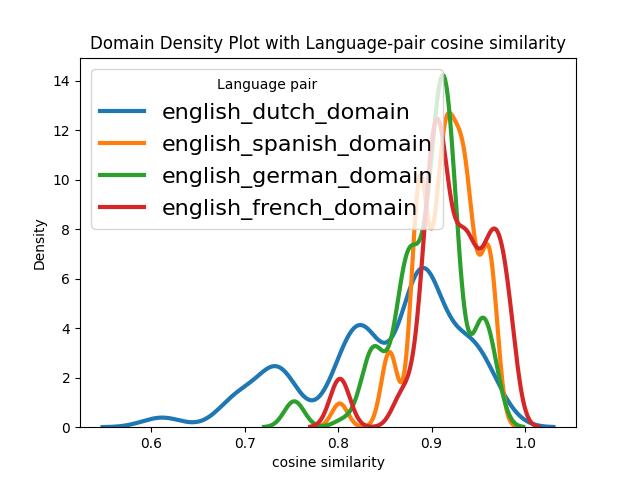 Domain Density Plot with Language-pair cosine similarity
Language pair
english_dutch_domain
english_spanish_domain
english_german_domain
english_french_domain
Density
14
12
10
8
6
4
2
0
0.6 0.7 0.8 0.9 1.0
cosine similarity